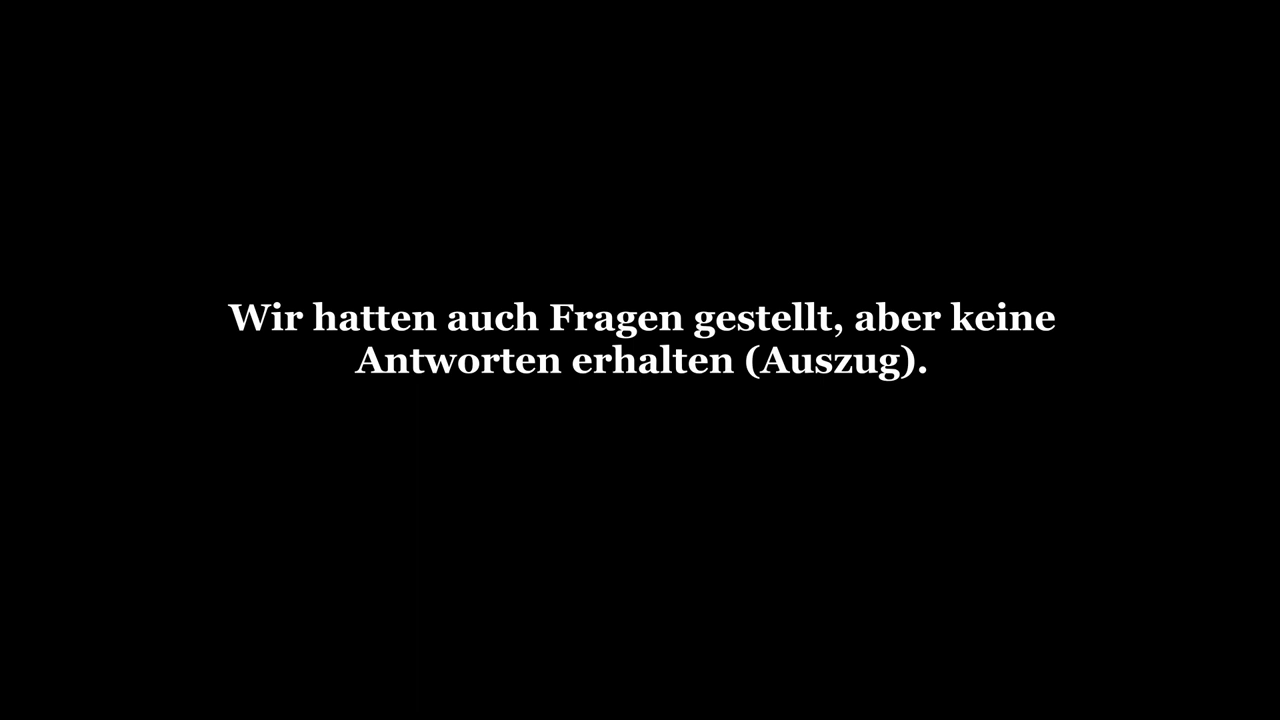 Wir hatten auch Fragen gestellt, aber keine
Antworten erhalten (Auszug).